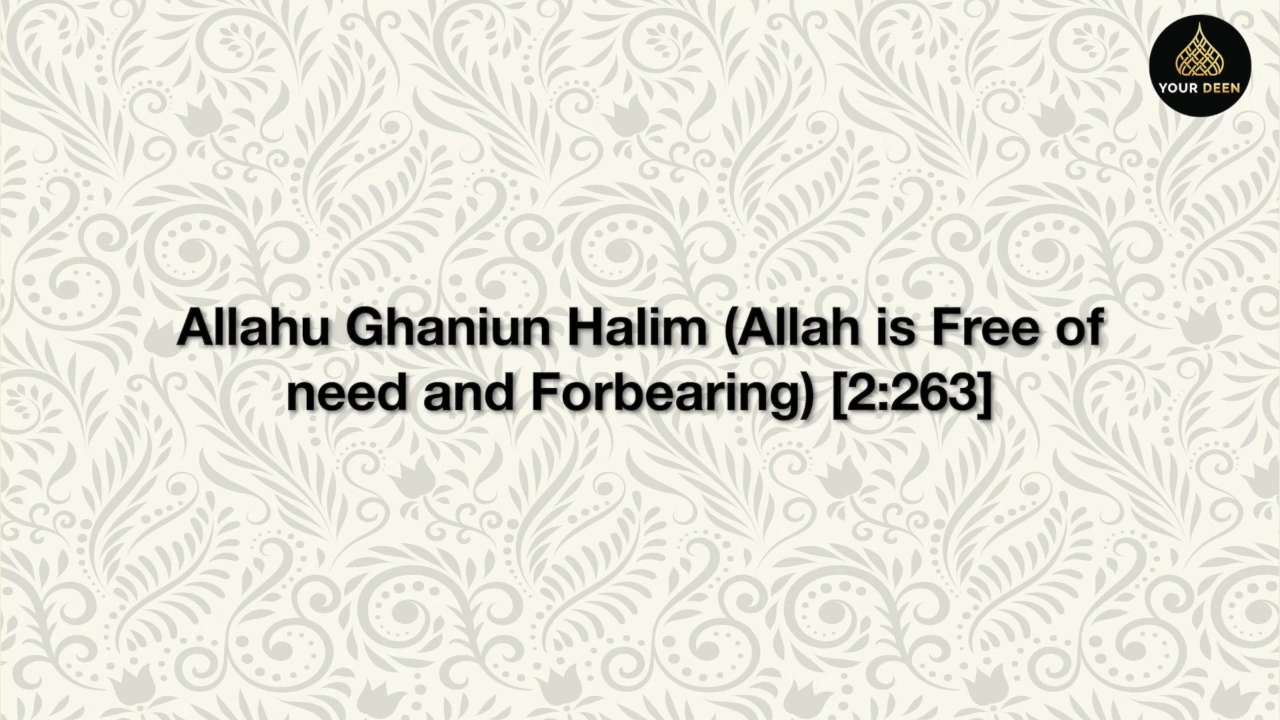 YOUR DEEN
Allahu Ghaniun Halim (Allah is Free of
need and Forbearing) [2:263]